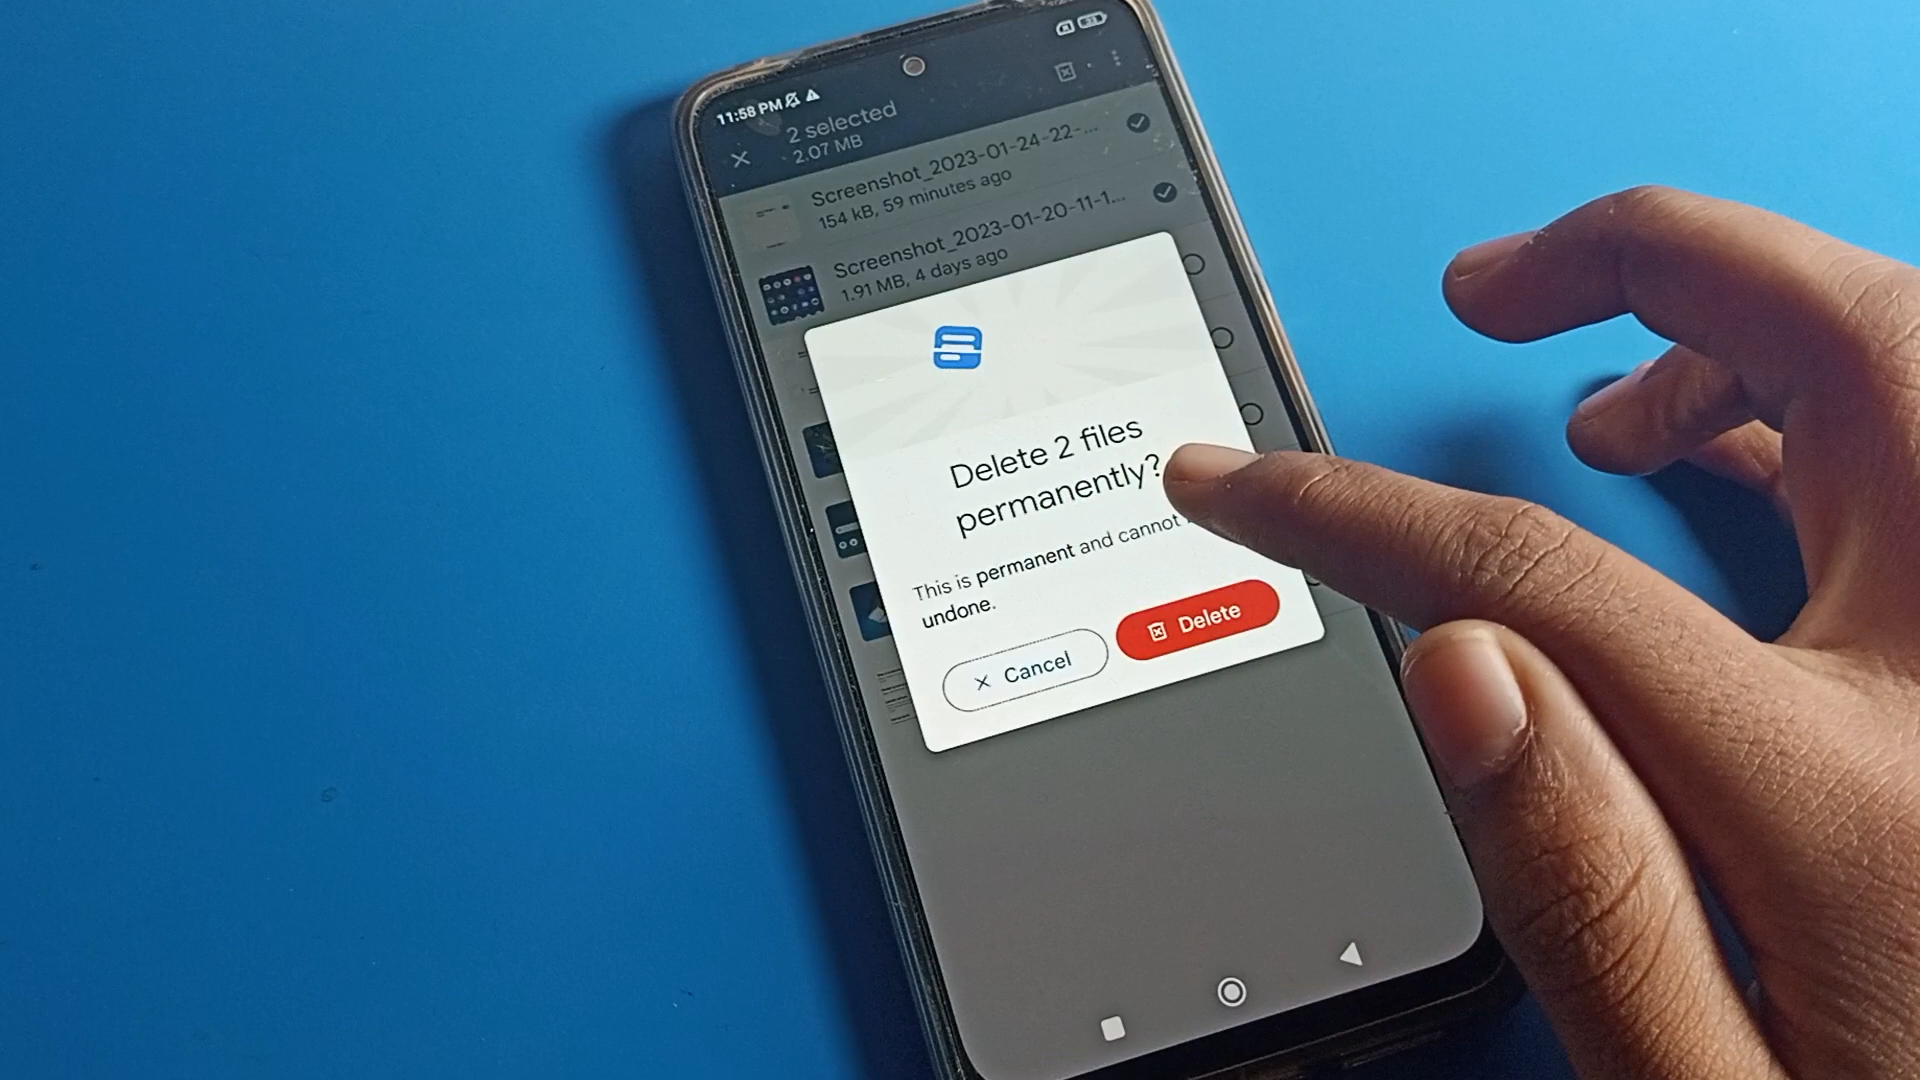 11:58 PM
2 selected
2.07 MB
Screenshot_2023-01-24-22-...
154 kB, 59 minutes ago
Screenshot_2023-01-20-11-1...
1.91 MB, 4 days ago
Delete 2 files
permanently?
This is permanent and cannot
undone.
Cancel
Delete